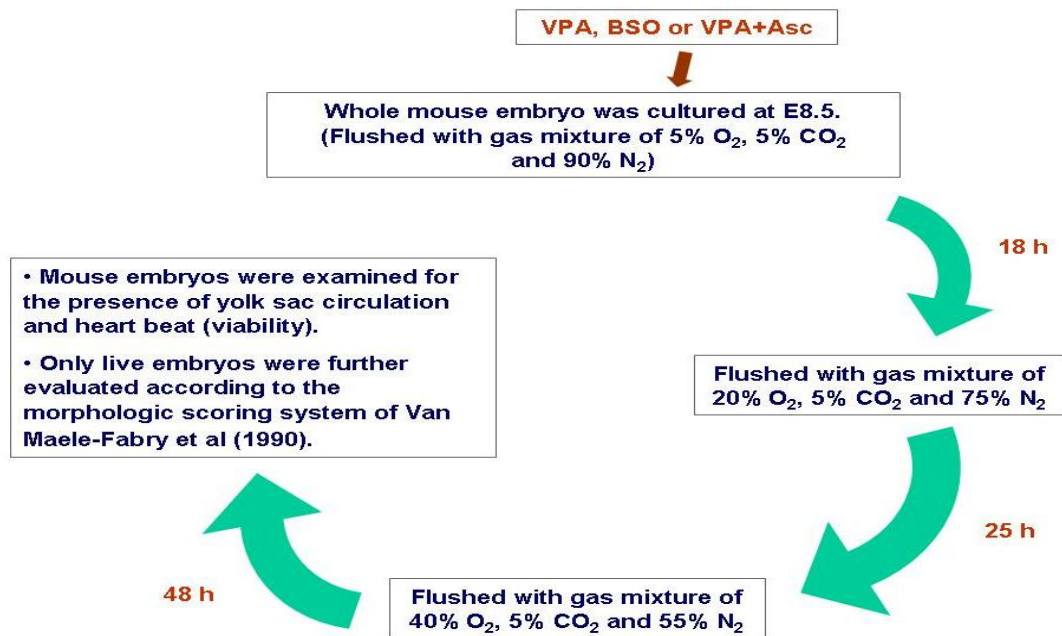 VPA, BSO or VPA+Asc
Whole mouse embryo was cultured at E8.5.
(Flushed with gas mixture of 5% O₂, 5% CO₂
and 90% N₂)
18 h
Flushed with gas mixture of
20% O₂, 5% CO₂ and 75% N₂
25 h
Flushed with gas mixture of
40% O₂, 5% CO₂ and 55% N₂
48 h
• Mouse embryos were examined for
the presence of yolk sac circulation
and heart beat (viability).
• Only live embryos were further
evaluated according to the
morphologic scoring system of Van
Maele-Fabry et al (1990).